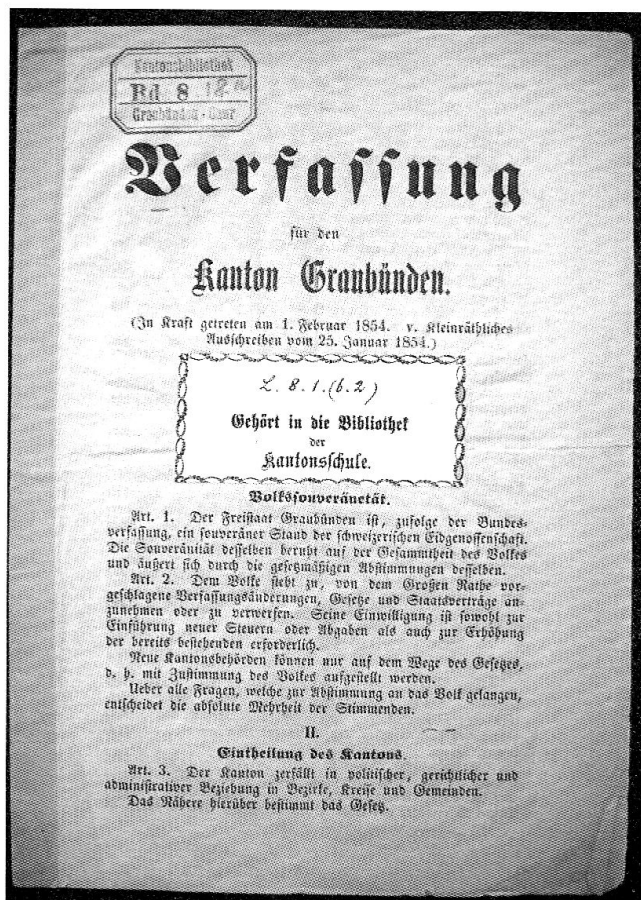 Kantonsbibliothek
Bd 8
Graubünden - Chur
Verfassung
für den
Kanton Graubünden.
(In Kraft getreten am 1. Februar 1854. v. Kleinräthliches
Ausschreiben vom 25. Januar 1854.)
L. 8. 1. (6. 2)
Gehört in die Bibliothek
der
Kantonsschule.
Volkssouveränetät.
Art. 1. Der Freistaat Graubünden ist, zufolge der Bundes-
verfassung, ein souveräner Stand der schweizerischen Eidgenossenschaft.
Die Souveränität desselben beruht auf der Gesammtheit des Volkes
und äußert sich durch die gesetzmäßigen Abstimmungen desselben.
Art. 2. Dem Volke steht zu, von dem Großen Rathe vor-
geschlagene Verfassungsänderungen, Gesetze und Staatsverträge an-
zunehmen oder zu verwerfen. Seine Einwilligung ist sowohl zur
Einführung neuer Steuern oder Abgaben als auch zur Erhöhung
der bereits bestehenden erforderlich.
Neue Kantonsbehörden können nur auf dem Wege des Gesetzes,
d. h. mit Zustimmung des Volkes aufgestellt werden.
Ueber alle Fragen, welche zur Abstimmung an das Volk gelangen,
entscheidet die absolute Mehrheit der Stimmenden.
II.
Eintheilung des Kantons.
Art. 3. Der Kanton zerfällt in politischer, gerichtlicher und
administrativer Beziehung in Bezirke, Kreise und Gemeinden.
Das Nähere hierüber bestimmt das Gesetz.